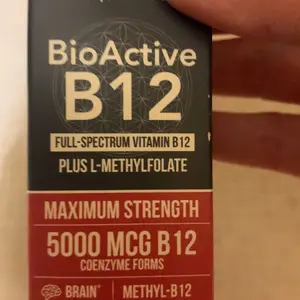 BioActive
B12
FULL-SPECTRUM VITAMIN B12
PLUS L-METHYLFOLATE
MAXIMUM STRENGTH
5000 MCG B12
COENZYME FORMS
BRAIN* METHYL-B12